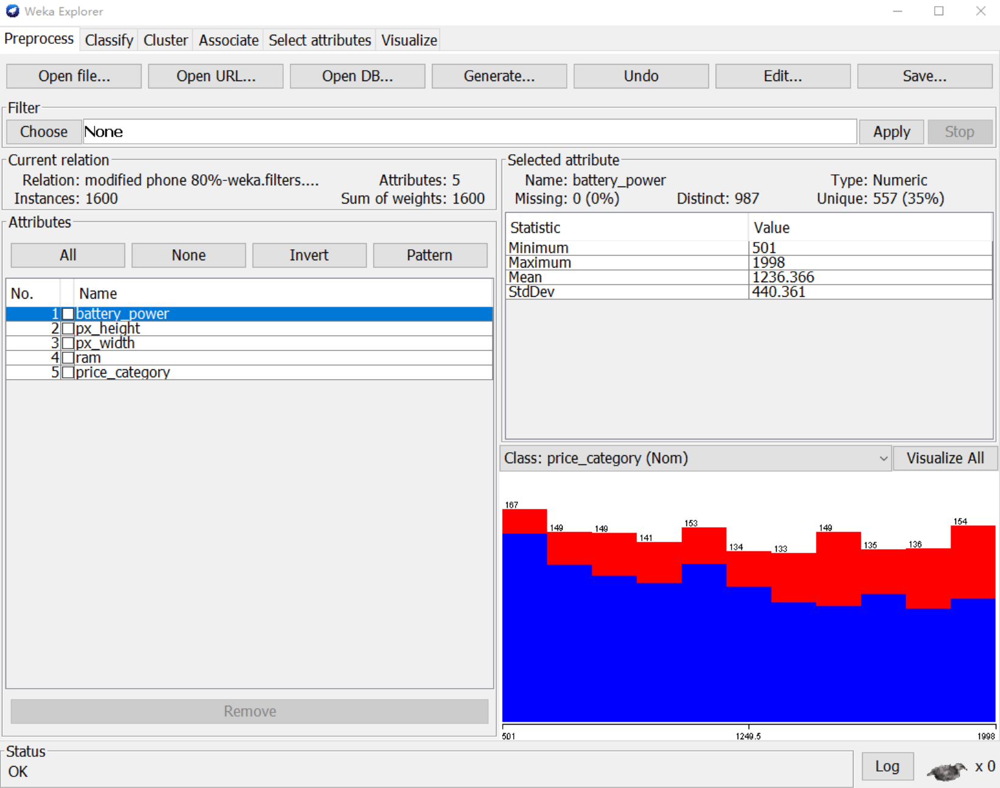 Weka Explorer
Preprocess Classify Cluster Associate Select attributes Visualize
Open file... Open URL... Open DB... Generate... Undo Edit... Save...
Filter
Choose None Apply Stop
Current relation
Relation: modified phone 80%-weka.filters.... Attributes: 5
Instances: 1600 Sum of weights: 1600
Attributes
All None Invert Pattern
No. Name
1 battery_power
2 px_height
3 px_width
4 ram
5 price_category
Remove
Selected attribute
Name: battery_power Type: Numeric
Missing: 0 (0%) Distinct: 987 Unique: 557 (35%)
Statistic Value
Minimum 501
Maximum 1998
Mean 1236.366
StdDev 440.361
Class: price_category (Nom) Visualize All
167 149 149 141 153 134 133 149 135 136 154
501 1249.5 1998
Status
OK
Log x 0